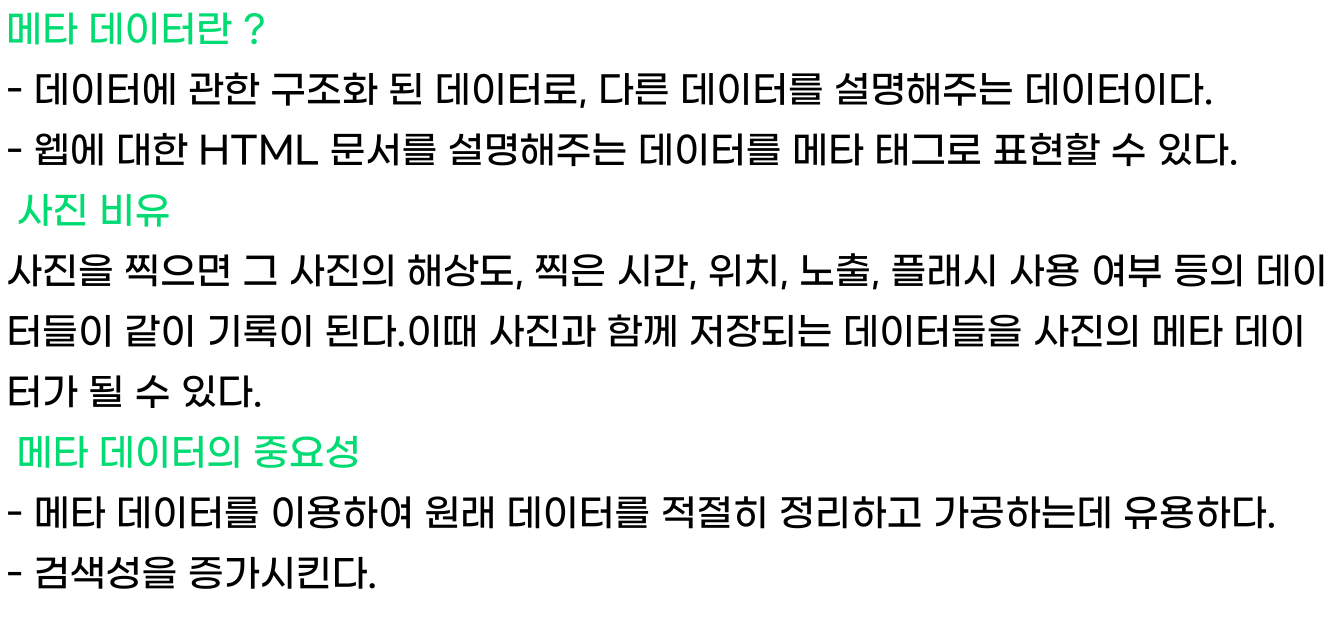 메타 데이터란 ?
- 데이터에 관한 구조화 된 데이터로, 다른 데이터를 설명해주는 데이터이다.
- 웹에 대한 HTML 문서를 설명해주는 데이터를 메타 태그로 표현할 수 있다.
사진 비유
사진을 찍으면 그 사진의 해상도, 찍은 시간, 위치, 노출, 플래시 사용 여부 등의 데이
터들이 같이 기록이 된다.이때 사진과 함께 저장되는 데이터들을 사진의 메타 데이
터가 될 수 있다.
메타 데이터의 중요성
- 메타 데이터를 이용하여 원래 데이터를 적절히 정리하고 가공하는데 유용하다.
- 검색성을 증가시킨다.